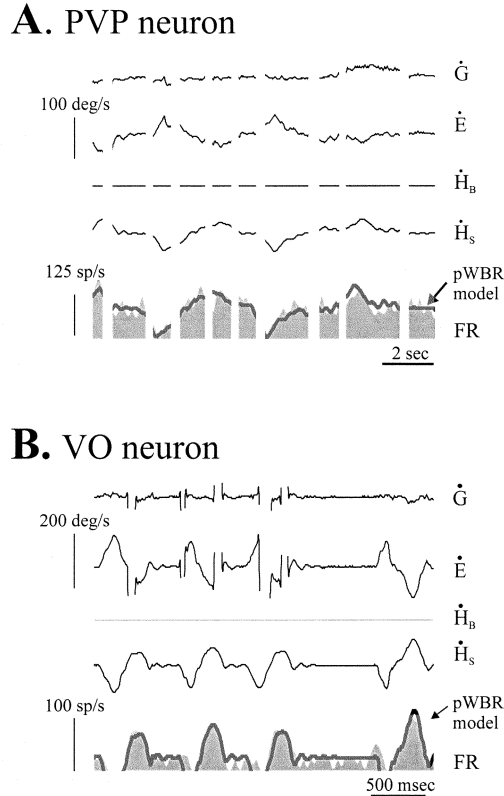 A. PVP neuron
Ġ
100 deg/s
Ė
Ḣ_B
Ḣ_S
125 sp/s
pWBR
model
FR
2 sec
B. VO neuron
Ġ
200 deg/s
Ė
Ḣ_B
Ḣ_S
100 sp/s
pWBR
model
FR
500 msec